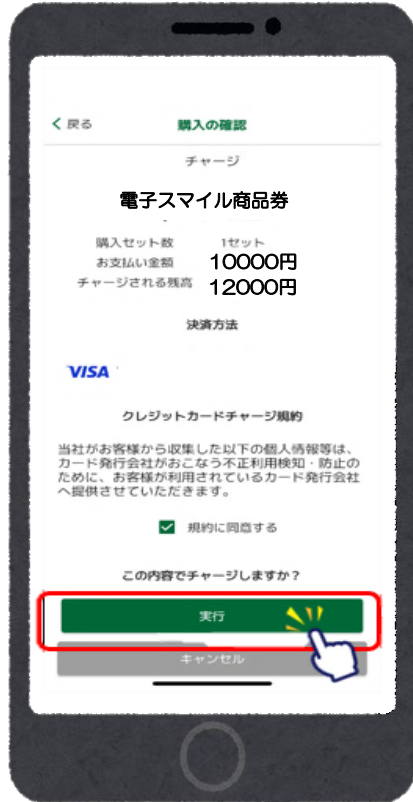 戻る
購入の確認
チャージ
電子スマイル商品券
購入セット数 1セット
お支払い金額 10000円
チャージされる残高 12000円
決済方法
VISA
クレジットカードチャージ規約
当社がお客様から収集した以下の個人情報等は、
カード発行会社がおこなう不正利用検知・防止の
ために、お客様が利用されているカード発行会社
へ提供させていただきます。
規約に同意する
この内容でチャージしますか？
実行
キャンセル